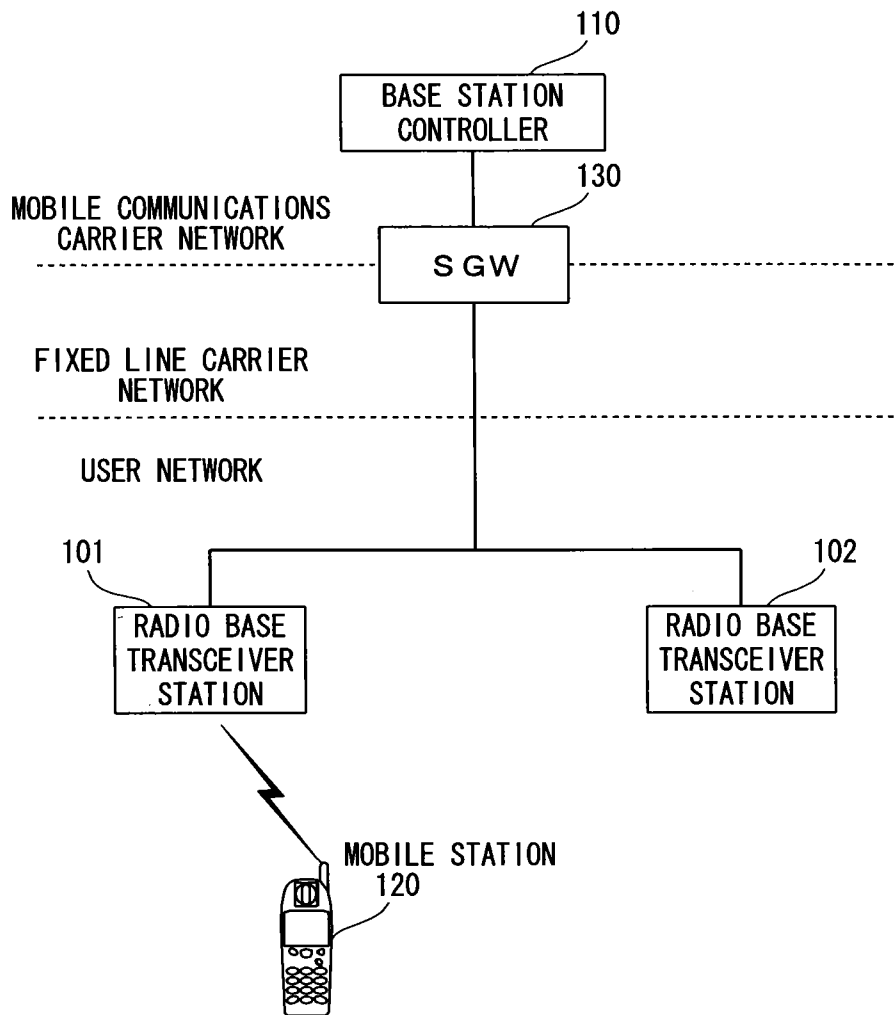 110
BASE STATION
CONTROLLER
130
MOBILE COMMUNICATIONS
CARRIER NETWORK
SGW
FIXED LINE CARRIER
NETWORK
USER NETWORK
101
102
RADIO BASE
TRANSCEIVER
STATION
RADIO BASE
TRANSCEIVER
STATION
MOBILE STATION
120